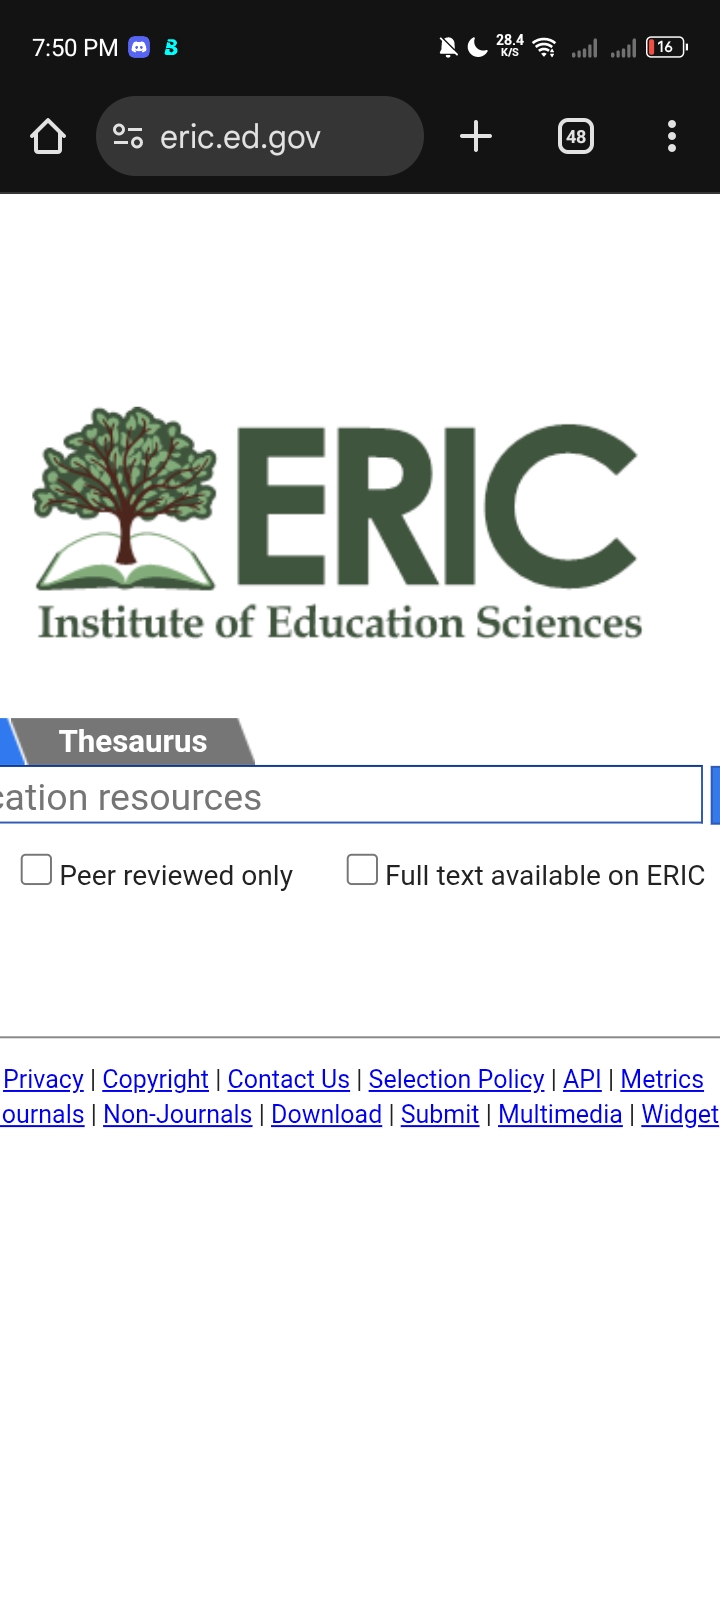 7:50 PM 28.4 K/S 16
eric.ed.gov 48
ERIC
Institute of Education Sciences
Thesaurus
cation resources
Peer reviewed only Full text available on ERIC
Privacy | Copyright | Contact Us | Selection Policy | API | Metrics
ournals | Non-Journals | Download | Submit | Multimedia | Widget